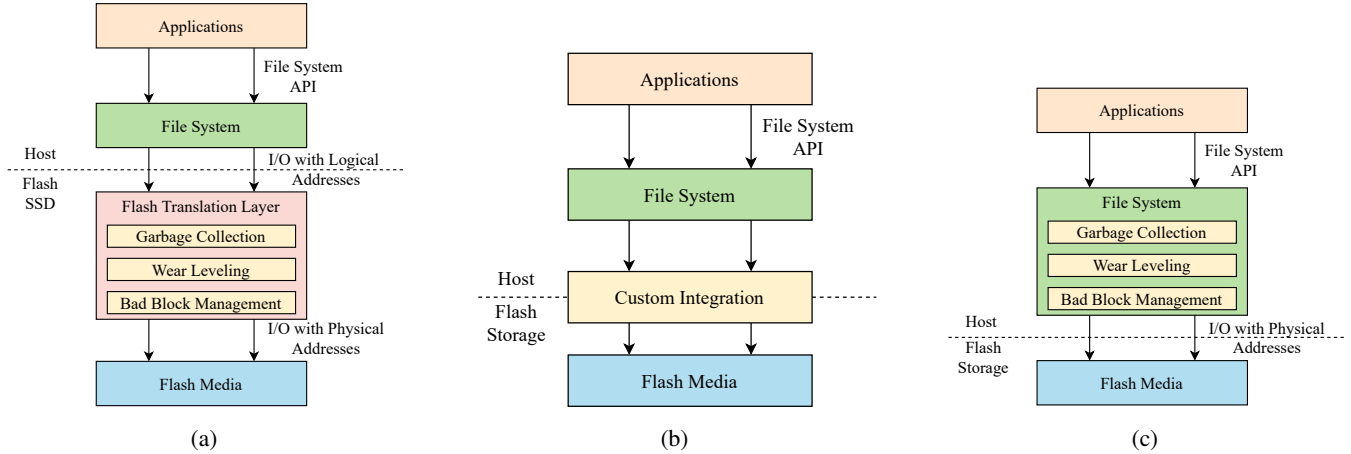 Applications
File System
API
File System
Host
I/O with Logical
Addresses
Flash
SSD
Flash Translation Layer
Garbage Collection
Wear Leveling
Bad Block Management
I/O with Physical
Addresses
Flash Media
(a)
Applications
File System
API
File System
Host
Custom Integration
Flash
Storage
Flash Media
(b)
Applications
File System
API
File System
Garbage Collection
Wear Leveling
Bad Block Management
Host
I/O with Physical
Addresses
Flash
Storage
Flash Media
(c)